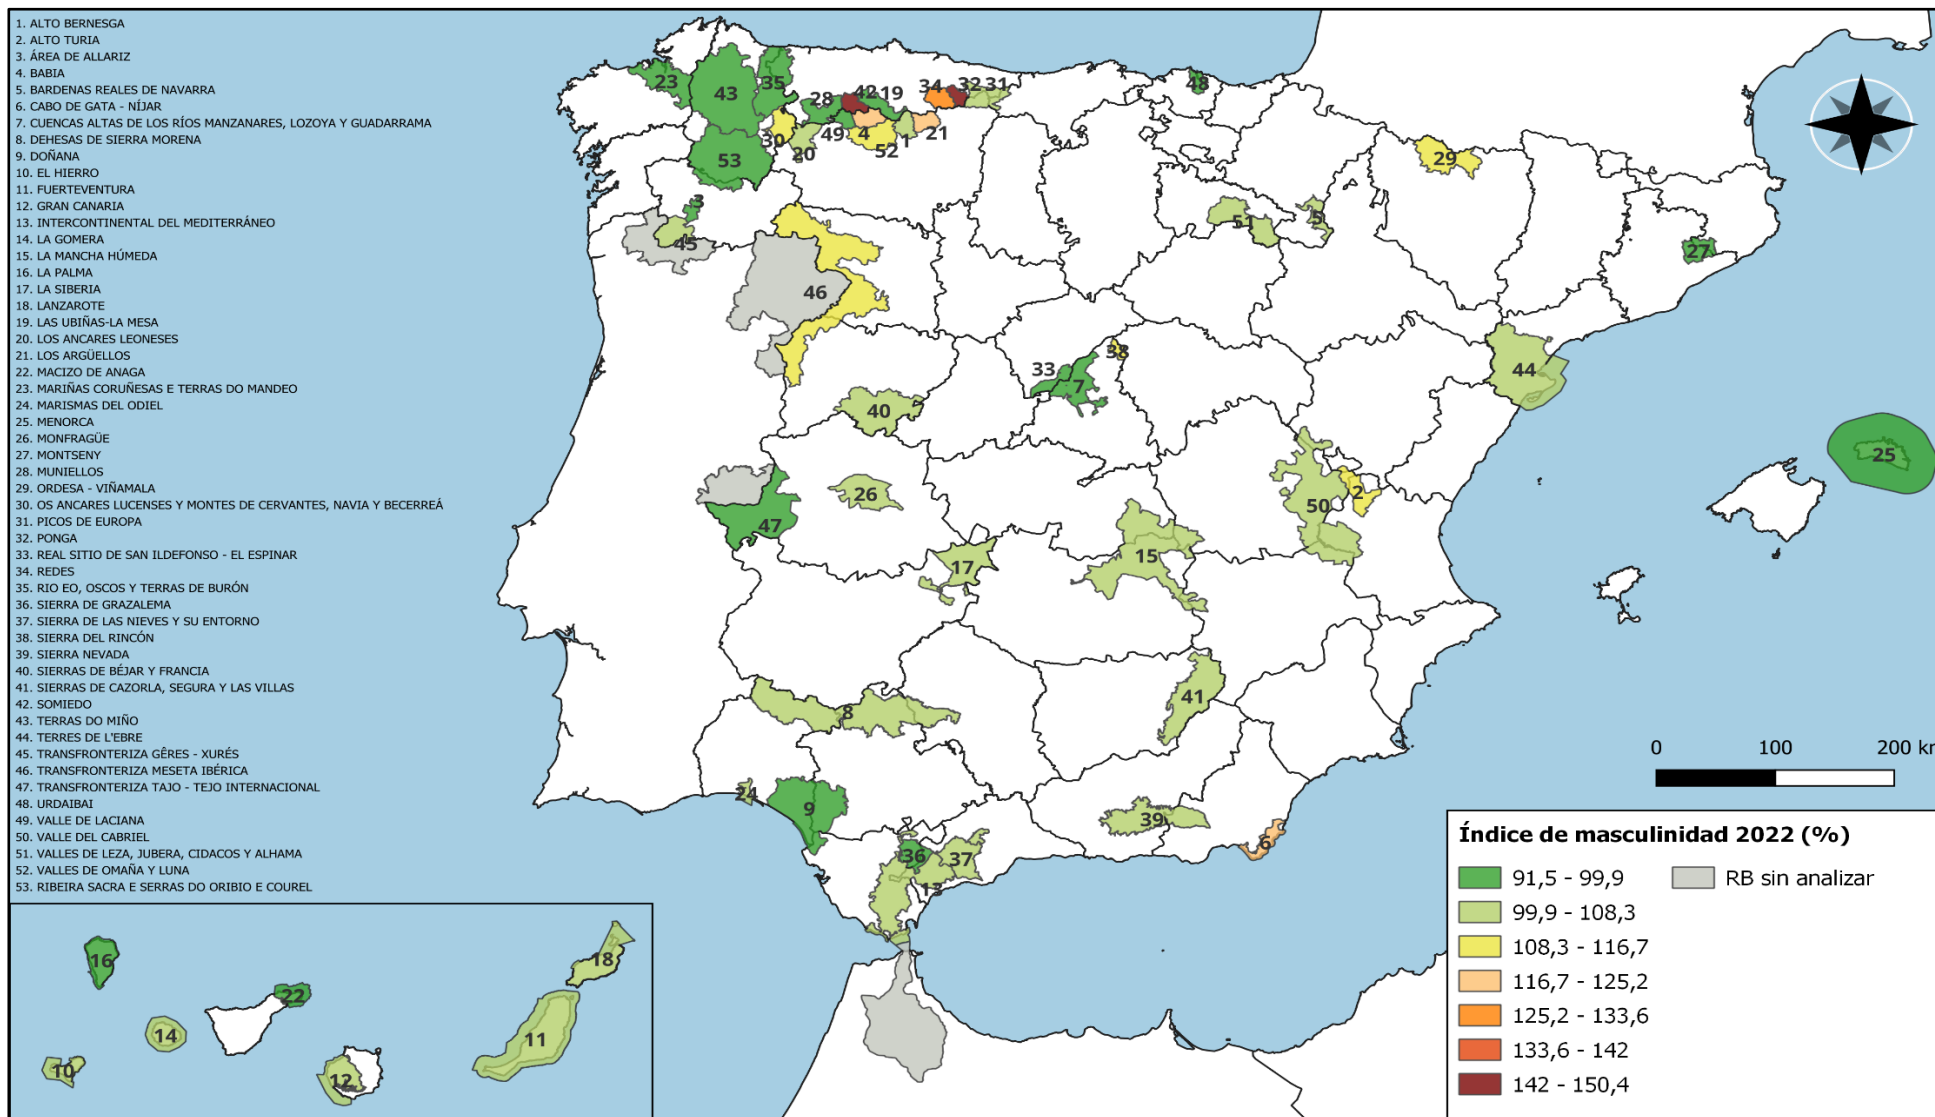 1. ALTO BERNESGA
2. ALTO TURIA
3. ÁREA DE ALLARIZ
4. BABIA
5. BARDENAS REALES DE NAVARRA
6. CABO DE GATA - NÍJAR
7. CUENCAS ALTAS DE LOS RÍOS MANZANARES, LOZOYA Y GUADARRAMA
8. DEHESAS DE SIERRA MORENA
9. DOÑANA
10. EL HIERRO
11. FUERTEVENTURA
12. GRAN CANARIA
13. INTERCONTINENTAL DEL MEDITERRÁNEO
14. LA GOMERA
15. LA MANCHA HÚMEDA
16. LA PALMA
17. LA SIBERIA
18. LANZAROTE
19. LAS UBIÑAS-LA MESA
20. LOS ANCARES LEONESES
21. LOS ARGÜELLOS
22. MACIZO DE ANAGA
23. MARIÑAS CORUÑESAS E TERRAS DO MANDEO
24. MARISMAS DEL ODIEL
25. MENORCA
26. MONFRAGÜE
27. MONTSENY
28. MUNIELLOS
29. ORDESA - VIÑAMALA
30. OS ANCARES LUCENSES Y MONTES DE CERVANTES, NAVIA Y BECERREÁ
31. PICOS DE EUROPA
32. PONGA
33. REAL SITIO DE SAN ILDEFONSO - EL ESPINAR
34. REDES
35. RIO EO, OSCOS Y TERRAS DE BURÓN
36. SIERRA DE GRAZALEMA
37. SIERRA DE LAS NIEVES Y SU ENTORNO
38. SIERRA DEL RINCÓN
39. SIERRA NEVADA
40. SIERRAS DE BÉJAR Y FRANCIA
41. SIERRAS DE CAZORLA, SEGURA Y LAS VILLAS
42. SOMIEDO
43. TERRAS DO MIÑO
44. TERRES DE L'EBRE
45. TRANSFRONTERIZA GÊRES - XURÉS
46. TRANSFRONTERIZA MESETA IBÉRICA
47. TRANSFRONTERIZA TAJO - TEJO INTERNACIONAL
48. URDAIBAI
49. VALLE DE LACIANA
50. VALLE DEL CABRIEL
51. VALLES DE LEZA, JUBERA, CIDACOS Y ALHAMA
52. VALLES DE OMAÑA Y LUNA
53. RIBEIRA SACRA E SERRAS DO ORIBIO E COUREL
23
43
35
28
42
19
34
32
31
48
30
20
49
4
52
1
21
53
29
3
45
51
5
27
46
38
33
7
44
40
25
26
2
50
47
15
17
41
8
24
9
39
6
36
37
13
16
22
18
14
11
10
12
0 100 200 km
Índice de masculinidad 2022 (%)
91,5 - 99,9
RB sin analizar
99,9 - 108,3
108,3 - 116,7
116,7 - 125,2
125,2 - 133,6
133,6 - 142
142 - 150,4